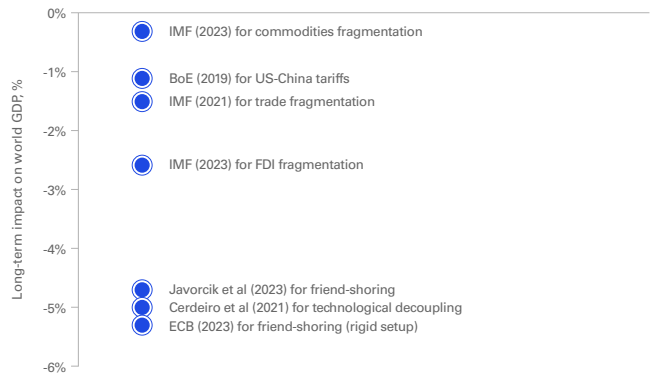 Long-term impact on world GDP, %
0%
IMF (2023) for commodities fragmentation
-1%
BoE (2019) for US-China tariffs
IMF (2021) for trade fragmentation
-2%
IMF (2023) for FDI fragmentation
-3%
-4%
Javorcik et al (2023) for friend-shoring
-5%
Cerdeiro et al (2021) for technological decoupling
ECB (2023) for friend-shoring (rigid setup)
-6%